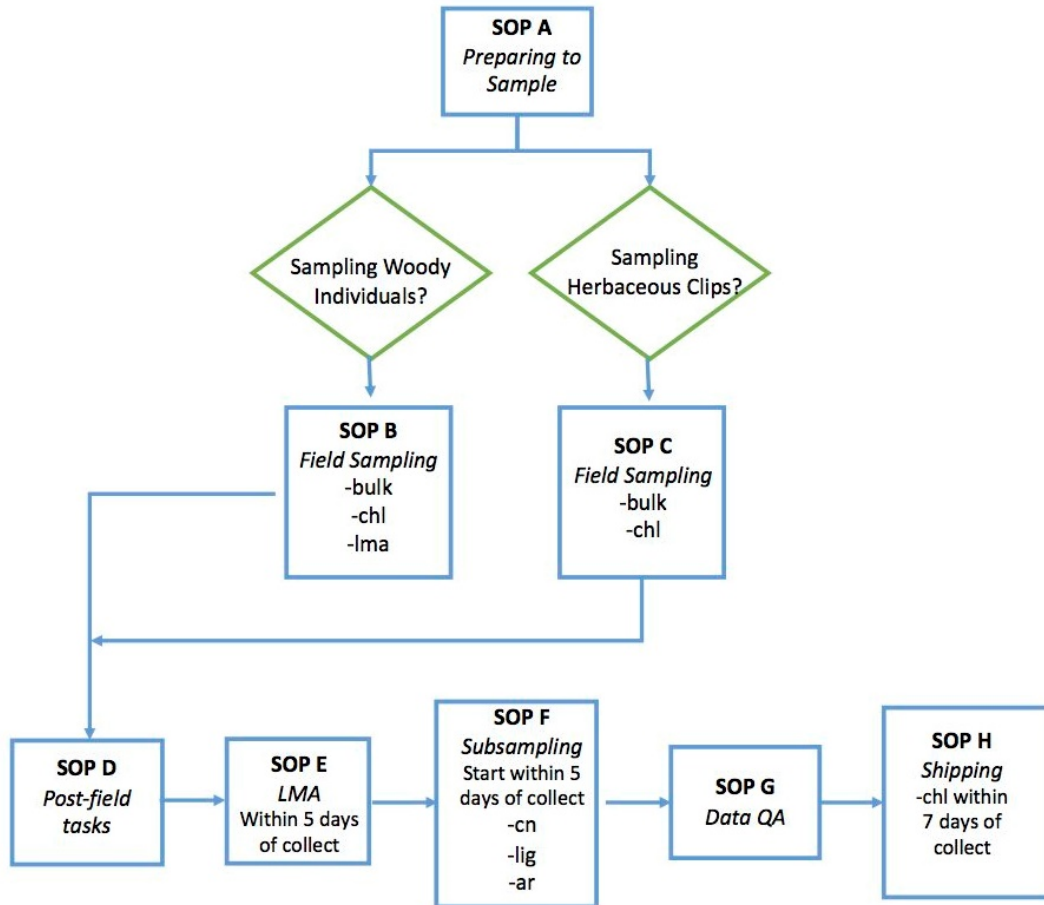 SOP A
Preparing to
Sample
Sampling Woody
Individuals?
Sampling
Herbaceous Clips?
SOP B
Field Sampling
-bulk
-chl
-lma
SOP C
Field Sampling
-bulk
-chl
SOP D
Post-field
tasks
SOP E
LMA
Within 5 days
of collect
SOP F
Subsampling
Start within 5
days of collect
-cn
-lig
-ar
SOP G
Data QA
SOP H
Shipping
-chl within
7 days of
collect